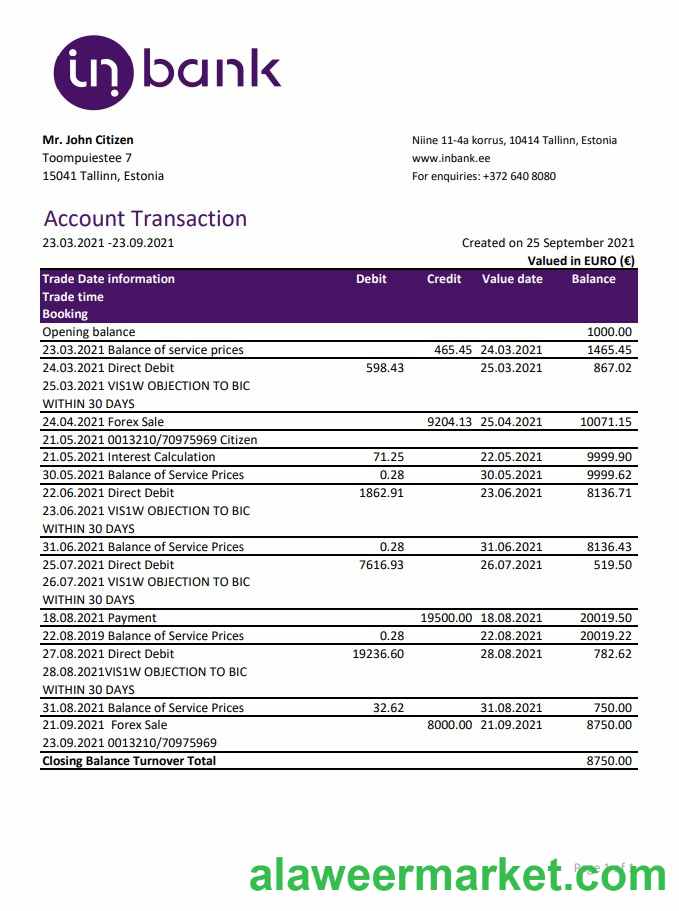 in bank
Mr. John Citizen
Toompuiestee 7
15041 Tallinn, Estonia
Niine 11-4a korrus, 10414 Tallinn, Estonia
www.inbank.ee
For enquiries: +372 640 8080
Account Transaction
23.03.2021 -23.09.2021 Created on 25 September 2021
Valued in EURO (€)
Trade Date information Debit Credit Value date Balance
Trade time
Booking
Opening balance 1000.00
23.03.2021 Balance of service prices 465.45 24.03.2021 1465.45
24.03.2021 Direct Debit 598.43 25.03.2021 867.02
25.03.2021 VIS1W OBJECTION TO BIC
WITHIN 30 DAYS
24.04.2021 Forex Sale 9204.13 25.04.2021 10071.15
21.05.2021 0013210/70975969 Citizen
21.05.2021 Interest Calculation 71.25 22.05.2021 9999.90
30.05.2021 Balance of Service Prices 0.28 30.05.2021 9999.62
22.06.2021 Direct Debit 1862.91 23.06.2021 8136.71
23.06.2021 VIS1W OBJECTION TO BIC
WITHIN 30 DAYS
31.06.2021 Balance of Service Prices 0.28 31.06.2021 8136.43
25.07.2021 Direct Debit 7616.93 26.07.2021 519.50
26.07.2021 VIS1W OBJECTION TO BIC
WITHIN 30 DAYS
18.08.2021 Payment 19500.00 18.08.2021 20019.50
22.08.2019 Balance of Service Prices 0.28 22.08.2021 20019.22
27.08.2021 Direct Debit 19236.60 28.08.2021 782.62
28.08.2021VIS1W OBJECTION TO BIC
WITHIN 30 DAYS
31.08.2021 Balance of Service Prices 32.62 31.08.2021 750.00
21.09.2021 Forex Sale 8000.00 21.09.2021 8750.00
23.09.2021 0013210/70975969
Closing Balance Turnover Total 8750.00
alaweermarket.com